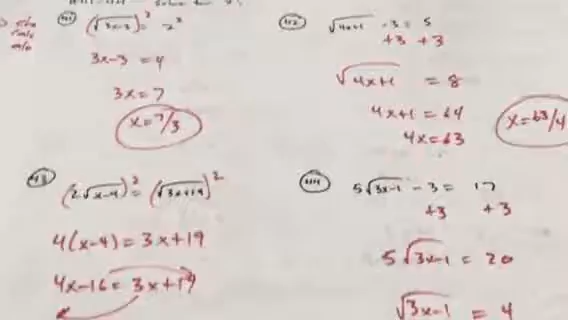 (√3x-3)² = 2²
3x-3 = 4
3x = 7
x = 7/3
√4x+1 - 3 = 5
+3 +3
√4x+1 = 8
4x+1 = 64
4x = 63
x = 63/4
43
(2√x-4)² = (√3x+19)²
4(x-4) = 3x+19
4x-16 = 3x+19
44
5√3x-1 - 3 = 17
+3 +3
5√3x-1 = 20
√3x-1 = 4